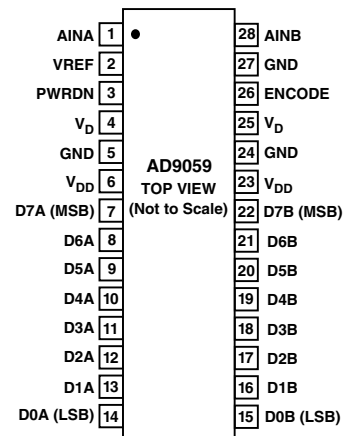 AINA 1 28 AINB
VREF 2 27 GND
PWRDN 3 26 ENCODE
VD 4 25 VD
GND 5 24 GND
VDD 6 23 VDD
AD9059
TOP VIEW
(Not to Scale)
D7A (MSB) 7 22 D7B (MSB)
D6A 8 21 D6B
D5A 9 20 D5B
D4A 10 19 D4B
D3A 11 18 D3B
D2A 12 17 D2B
D1A 13 16 D1B
D0A (LSB) 14 15 D0B (LSB)